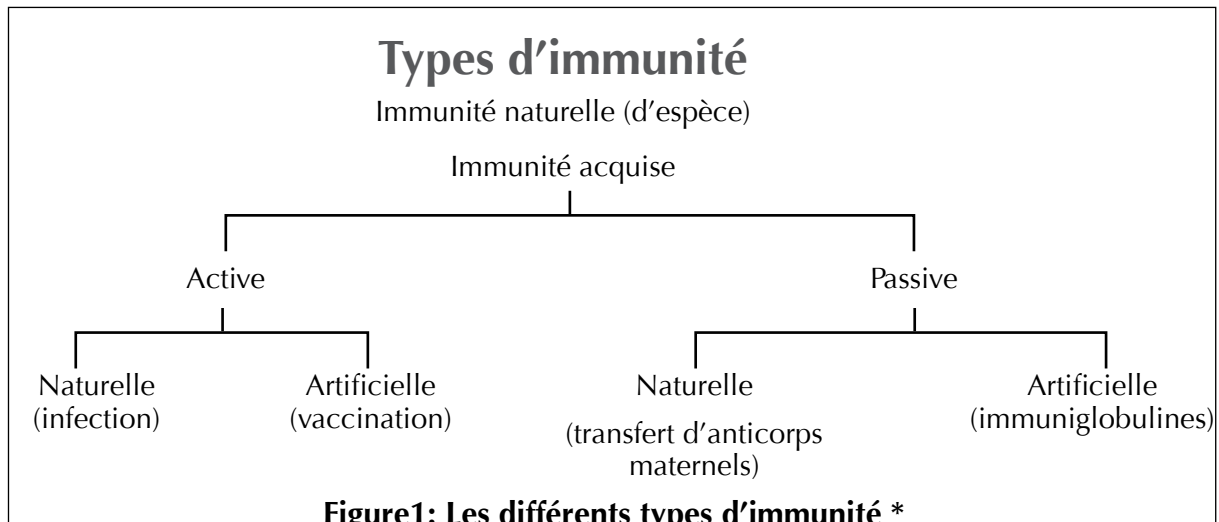 Types d’immunité
Immunité naturelle (d’espèce)
Immunité acquise
Active
Passive
Naturelle
(infection)
Artificielle
(vaccination)
Naturelle
(transfert d’anticorps
maternels)
Artificielle
(immuniglobulines)
Figure1: Les différents types d’immunité *